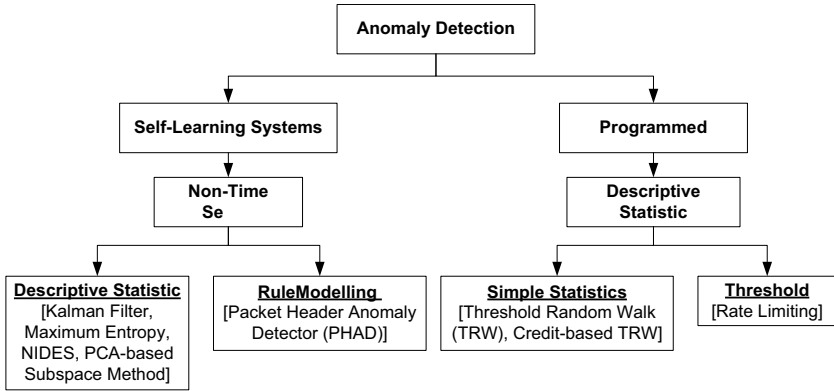 Anomaly Detection
Self-Learning Systems
Programmed
Non-Time
Se
Descriptive
Statistic
Descriptive Statistic
[Kalman Filter,
Maximum Entropy,
NIDES, PCA-based
Subspace Method]
RuleModelling
[Packet Header Anomaly
Detector (PHAD)]
Simple Statistics
[Threshold Random Walk
(TRW), Credit-based TRW]
Threshold
[Rate Limiting]